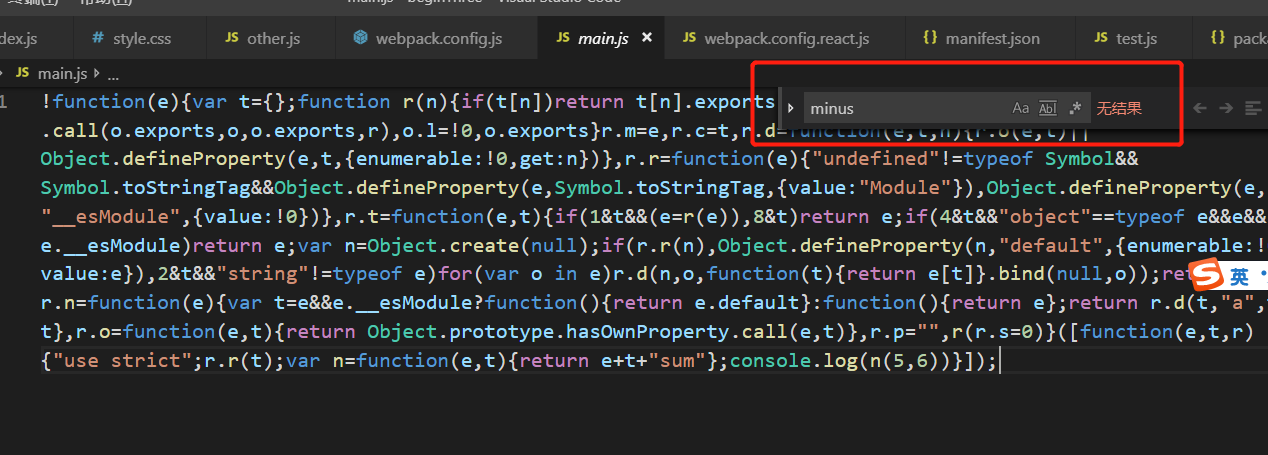 main.js - beginThree - Visual Studio Code
dex.js # style.css JS other.js webpack.config.js JS main.js × JS webpack.config.react.js {} manifest.json JS test.js {} pack
JS main.js > ...
minus Aa Abl .* 无结果
1 !function(e){var t={};function r(n){if(t[n])return t[n].exports
.call(o.exports,o,o.exports,r),o.l=!0,o.exports}r.m=e,r.c=t,r.d=function(e,t,n){r.o(e,t)||
Object.defineProperty(e,t,{enumerable:!0,get:n})},r.r=function(e){"undefined"!=typeof Symbol&&
Symbol.toStringTag&&Object.defineProperty(e,Symbol.toStringTag,{value:"Module"}),Object.defineProperty(e,
"__esModule",{value:!0})},r.t=function(e,t){if(1&t&&(e=r(e)),8&t)return e;if(4&t&&"object"==typeof e&&e&&
e.__esModule)return e;var n=Object.create(null);if(r.r(n),Object.defineProperty(n,"default",{enumerable:!
value:e}),2&t&&"string"!=typeof e)for(var o in e)r.d(n,o,function(t){return e[t]}.bind(null,o));ret
S 英
r.n=function(e){var t=e&&e.__esModule?function(){return e.default}:function(){return e};return r.d(t,"a",
t},r.o=function(e,t){return Object.prototype.hasOwnProperty.call(e,t)},r.p="",r(r.s=0)}([function(e,t,r)
{"use strict";r.r(t);var n=function(e,t){return e+t+"sum"};console.log(n(5,6))}]);